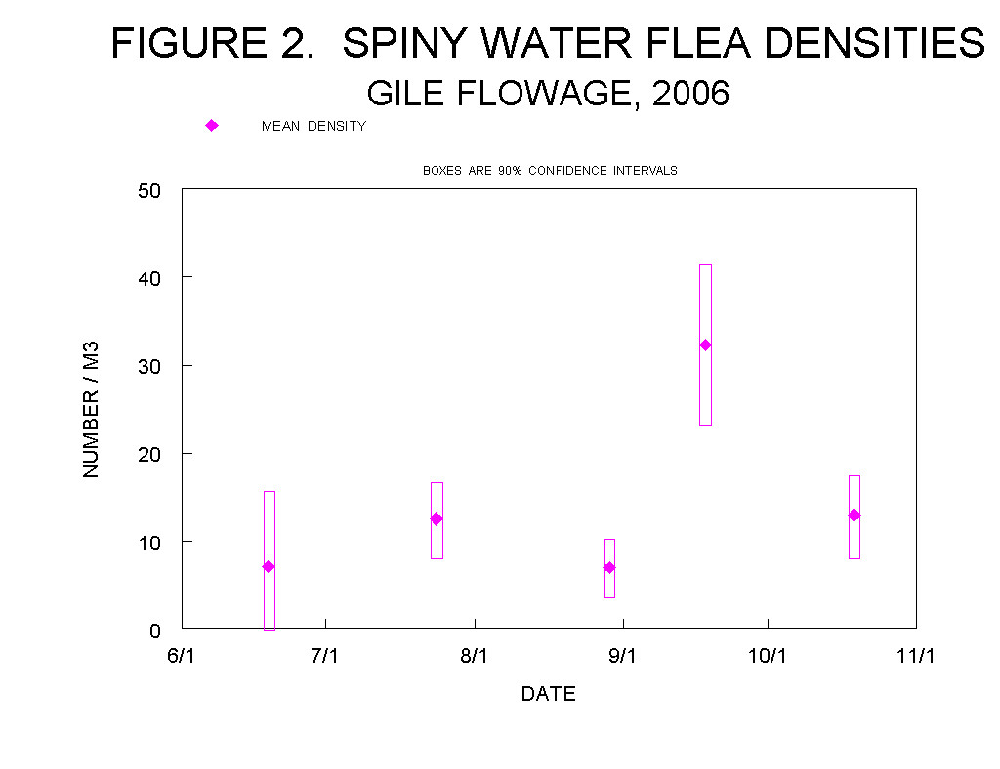 FIGURE 2. SPINY WATER FLEA DENSITIES
GILE FLOWAGE, 2006
MEAN DENSITY
BOXES ARE 90% CONFIDENCE INTERVALS
50
40
30
20
10
0
NUMBER / M3
6/1 7/1 8/1 9/1 10/1 11/1
DATE